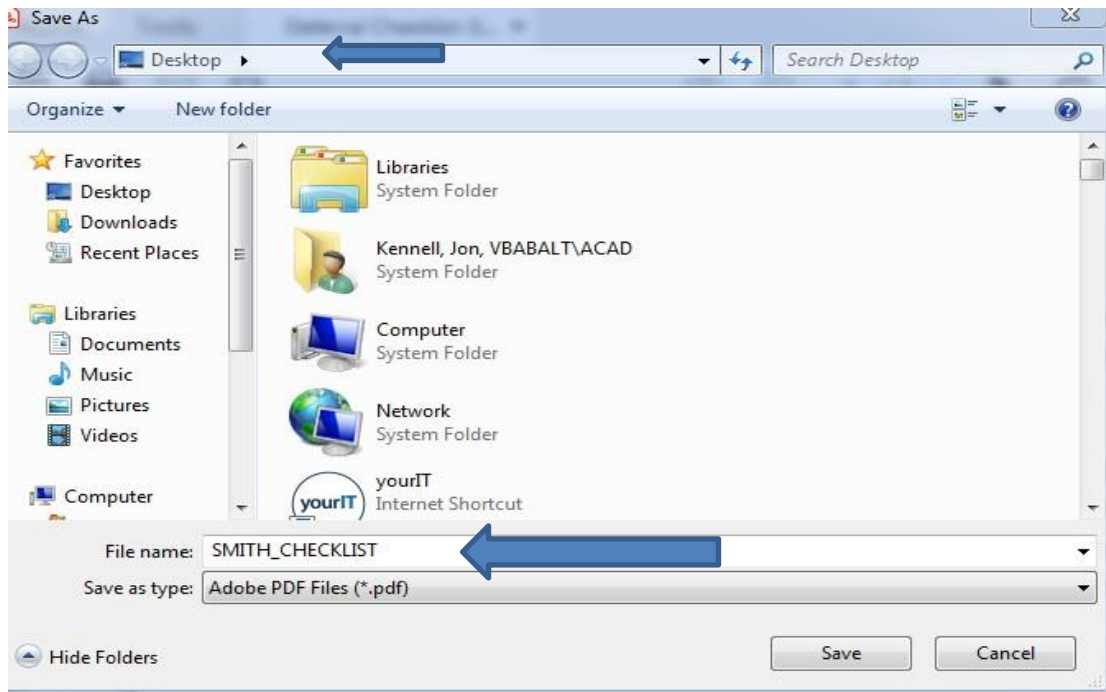 Save As
Desktop
Search Desktop
Organize
New folder
Favorites
Desktop
Downloads
Recent Places
Libraries
Documents
Music
Pictures
Videos
Computer
Libraries
System Folder
Kennell, Jon, VBABALT\ACAD
System Folder
Computer
System Folder
Network
System Folder
yourIT
yourIT
Internet Shortcut
File name: SMITH_CHECKLIST
Save as type: Adobe PDF Files (*.pdf)
Hide Folders
Save
Cancel